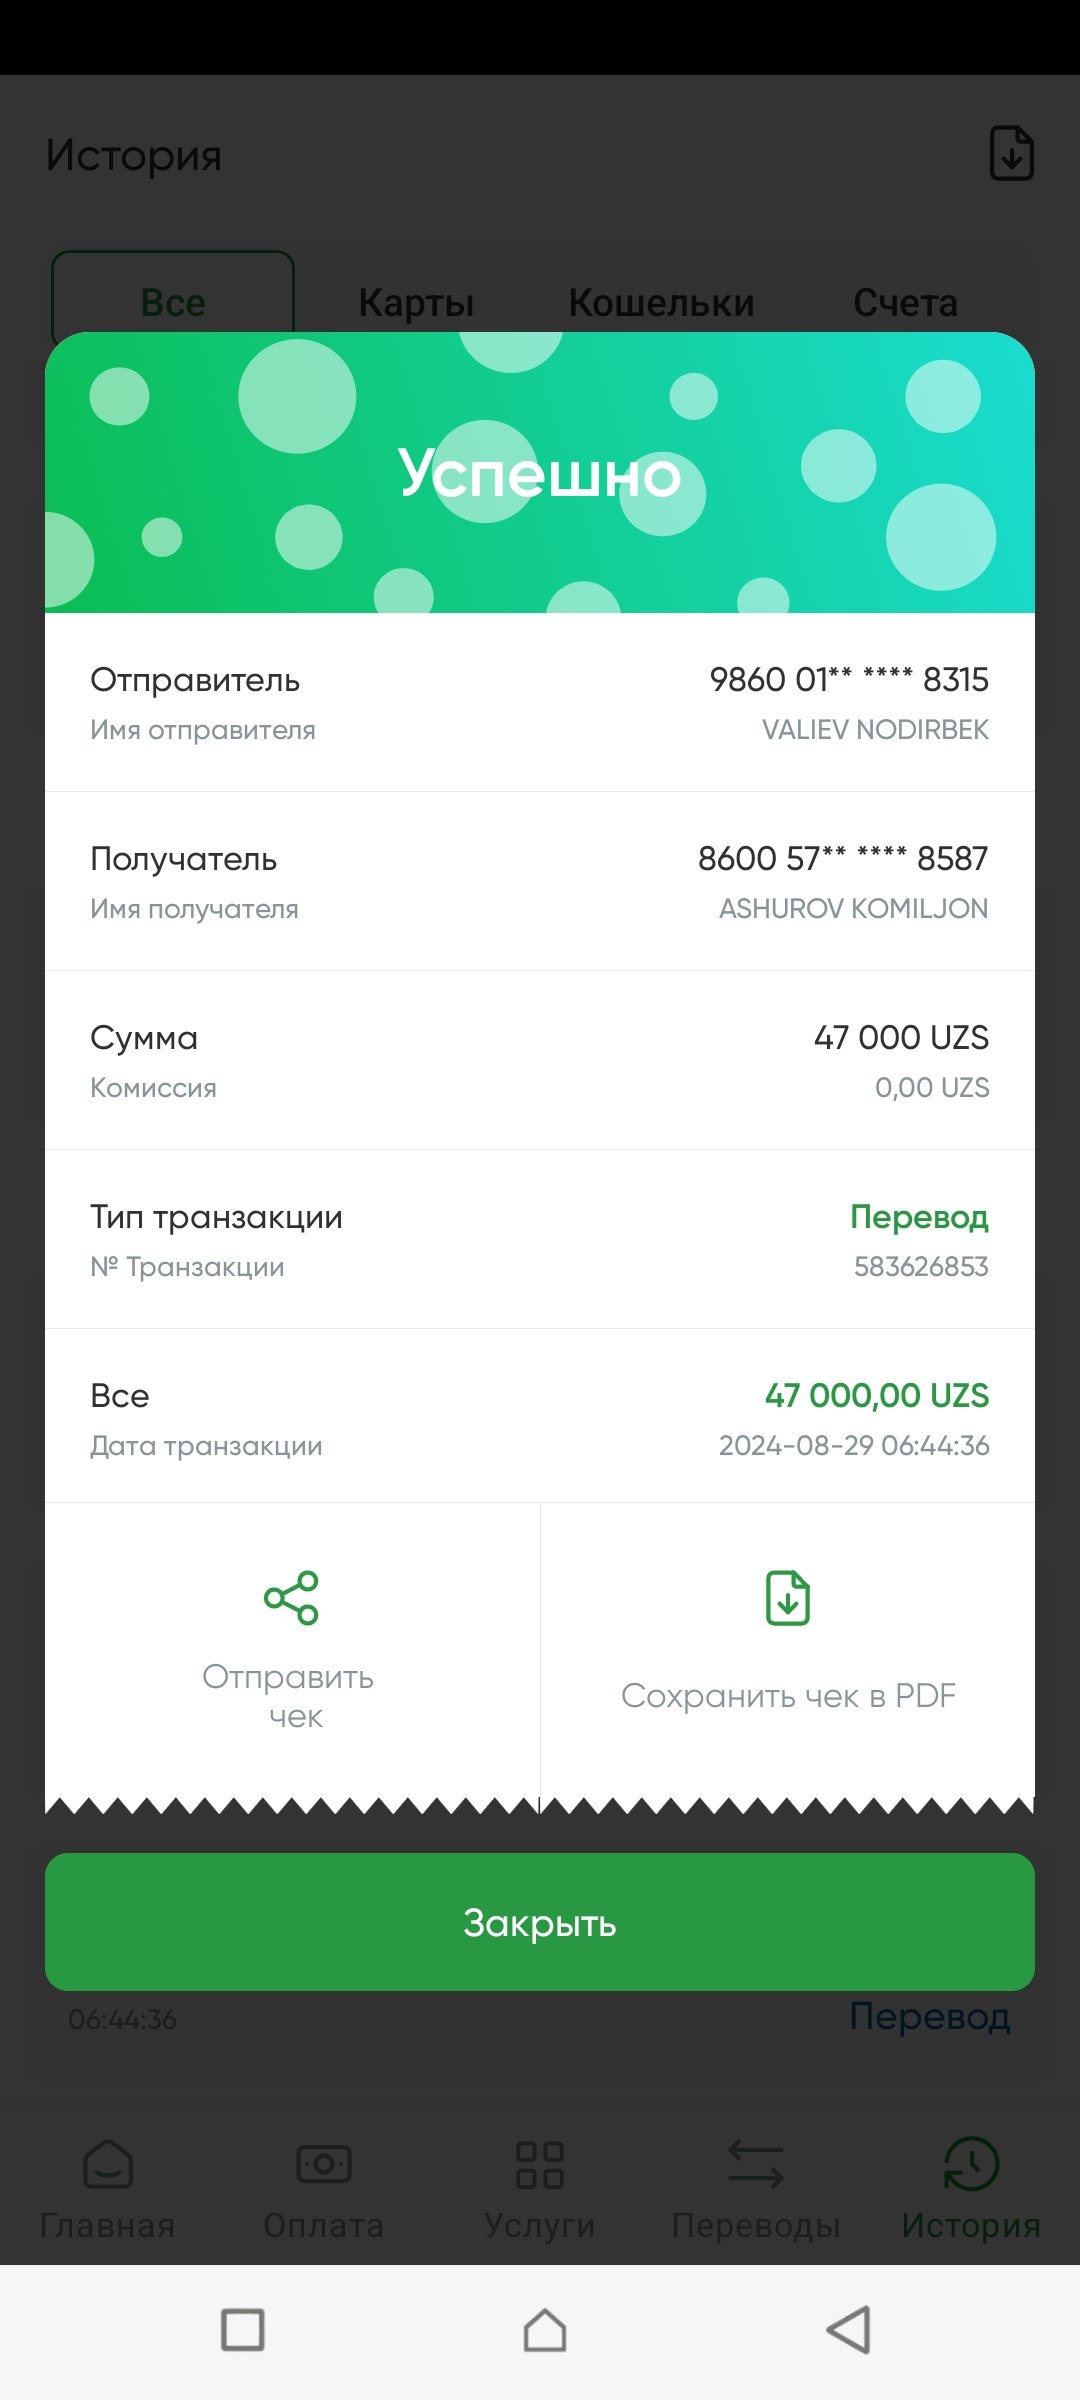 История
Все Карты Кошельки Счета
Успешно
Отправитель 9860 01** **** 8315
Имя отправителя VALIEV NODIRBEK
Получатель 8600 57** **** 8587
Имя получателя ASHUROV KOMILJON
Сумма 47 000 UZS
Комиссия 0,00 UZS
Тип транзакции Перевод
№ Транзакции 583626853
Все 47 000,00 UZS
Дата транзакции 2024-08-29 06:44:36
Отправить
чек
Сохранить чек в PDF
Закрыть
06:44:36 Перевод
Главная Оплата Услуги Переводы История